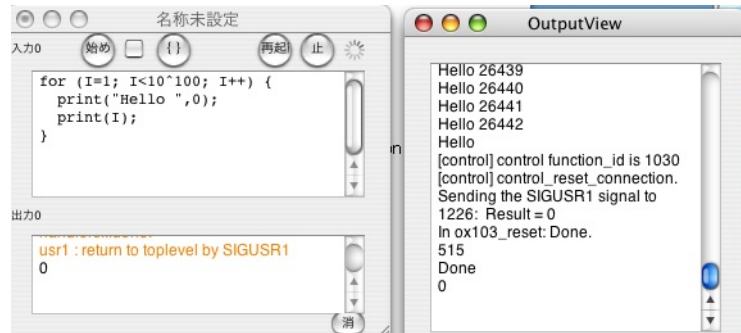 名称未設定
入力0
始め
{ }
再起
止
for (I=1; I<10^100; I++) {
print("Hello ",0);
print(I);
}
出力0
usr1 : return to toplevel by SIGUSR1
0
消
OutputView
Hello 26439
Hello 26440
Hello 26441
Hello 26442
Hello
[control] control function_id is 1030
[control] control_reset_connection.
Sending the SIGUSR1 signal to
1226: Result = 0
In ox103_reset: Done.
515
Done
0